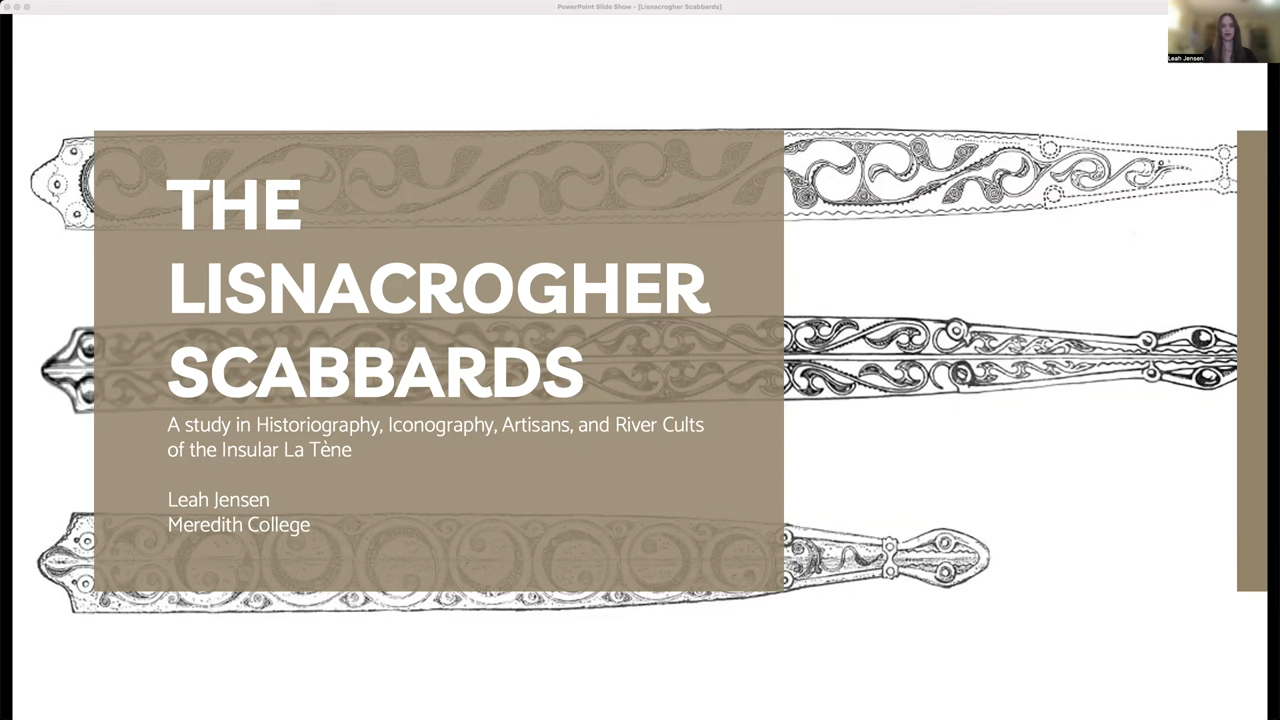 PowerPoint Slide Show - [Lisnacrogher Scabbards]
Leah Jensen
THE
LISNACROGHER
SCABBARDS
A study in Historiography, Iconography, Artisans, and River Cults
of the Insular La Tène
Leah Jensen
Meredith College